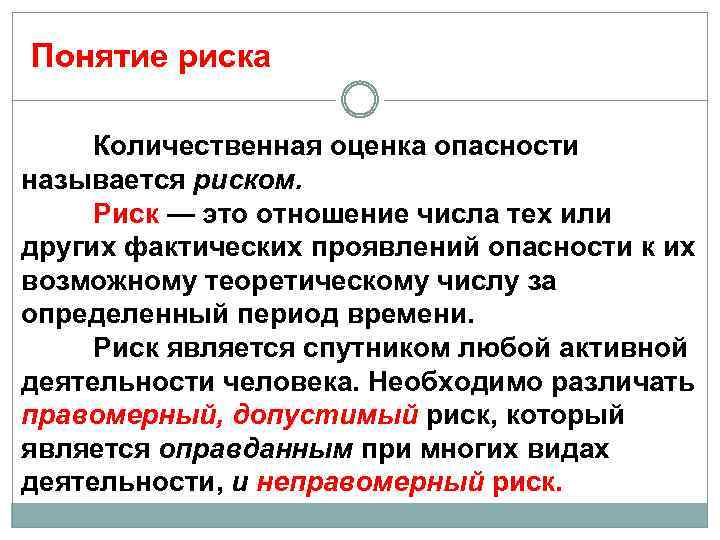 Понятие риска
Количественная оценка опасности
называется риском.
Риск — это отношение числа тех или
других фактических проявлений опасности к их
возможному теоретическому числу за
определенный период времени.
Риск является спутником любой активной
деятельности человека. Необходимо различать
правомерный, допустимый риск, который
является оправданным при многих видах
деятельности, и неправомерный риск.